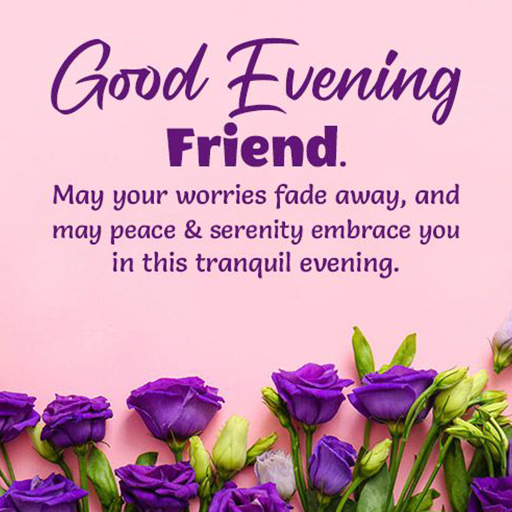 Good Evening
Friend.
May your worries fade away, and
may peace & serenity embrace you
in this tranquil evening.